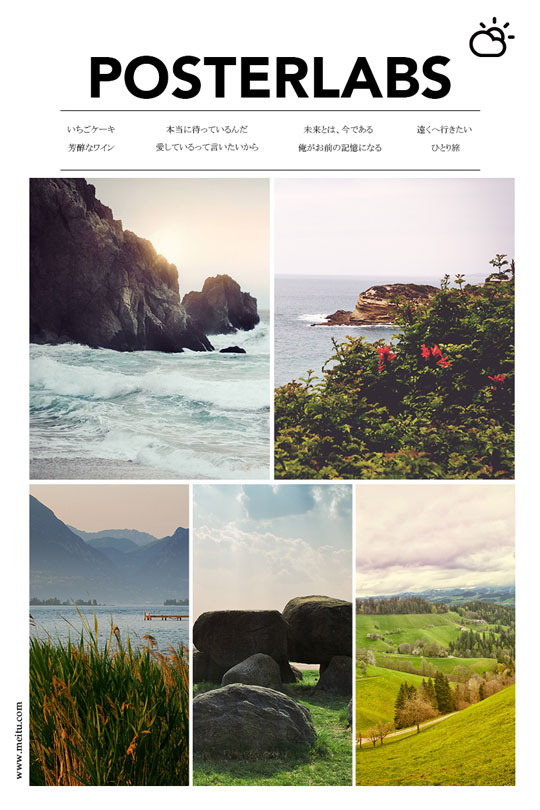 POSTERLABS
いちごケーキ 本当に待っているんだ 未来とは、今である 遠くへ行きたい
芳醇なワイン 愛しているって言いたいから 俺がお前の記憶になる ひとり旅
www.meitu.com